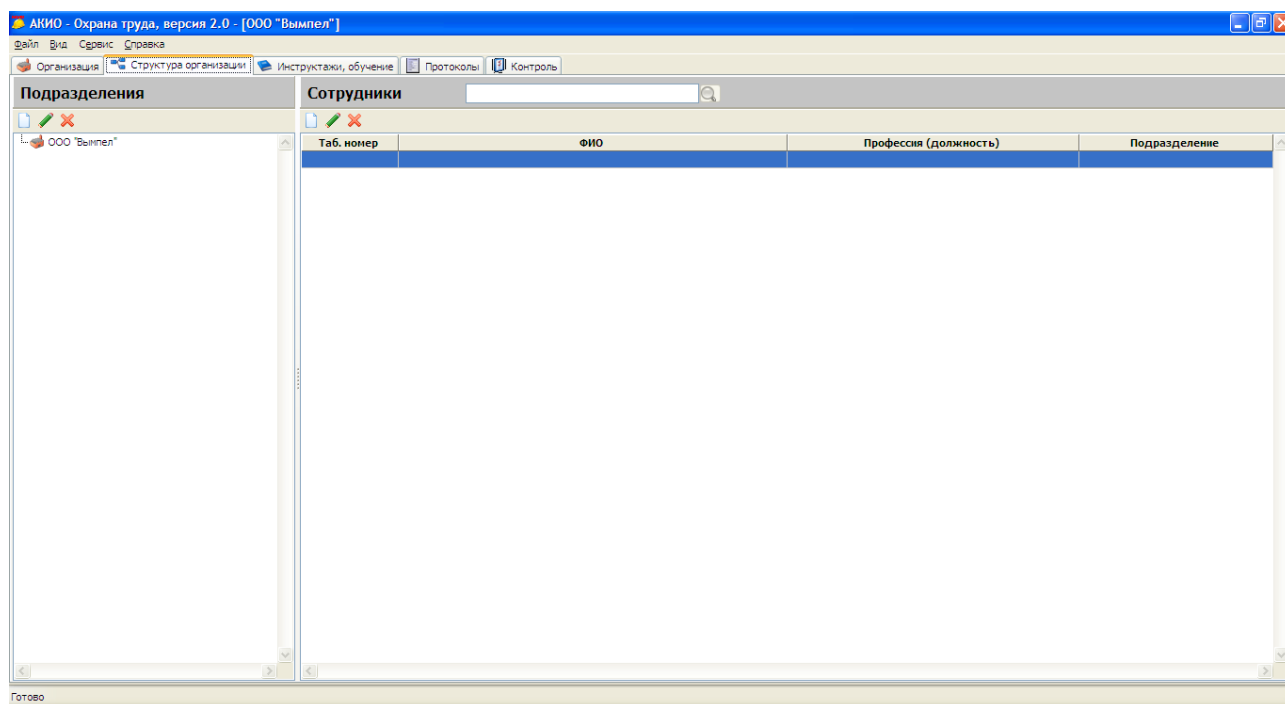 АКИО - Охрана труда, версия 2.0 - [ООО "Вымпел"]
Файл Вид Сервис Справка
Организация Структура организации Инструктажи, обучение Протоколы Контроль
Подразделения Сотрудники
ООО "Вымпел" Таб. номер ФИО Профессия (должность) Подразделение
Готово